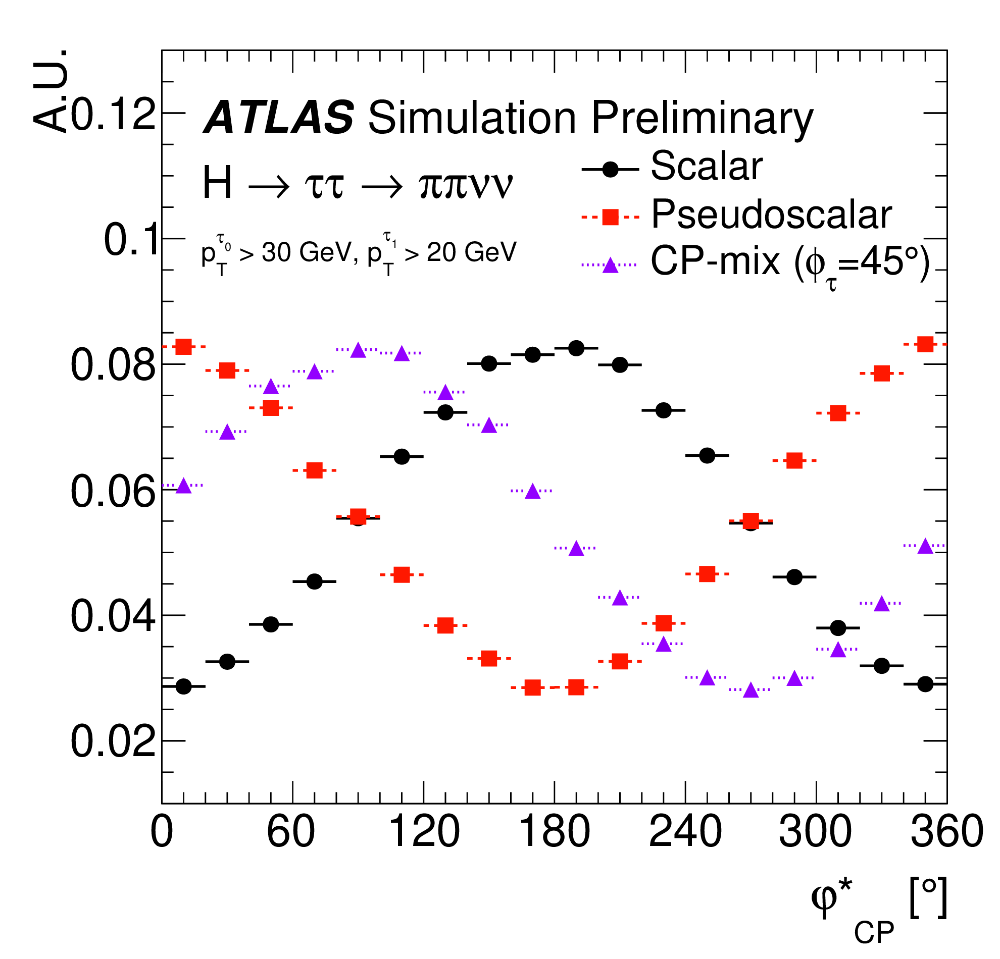 A.U.
ATLAS Simulation Preliminary
H → ττ → ππνν
p_T^τ₀ > 30 GeV, p_T^τ₁ > 20 GeV
Scalar
Pseudoscalar
CP-mix (ϕ_τ=45°)
0.12
0.1
0.08
0.06
0.04
0.02
0 60 120 180 240 300 360
φ*_CP [°]